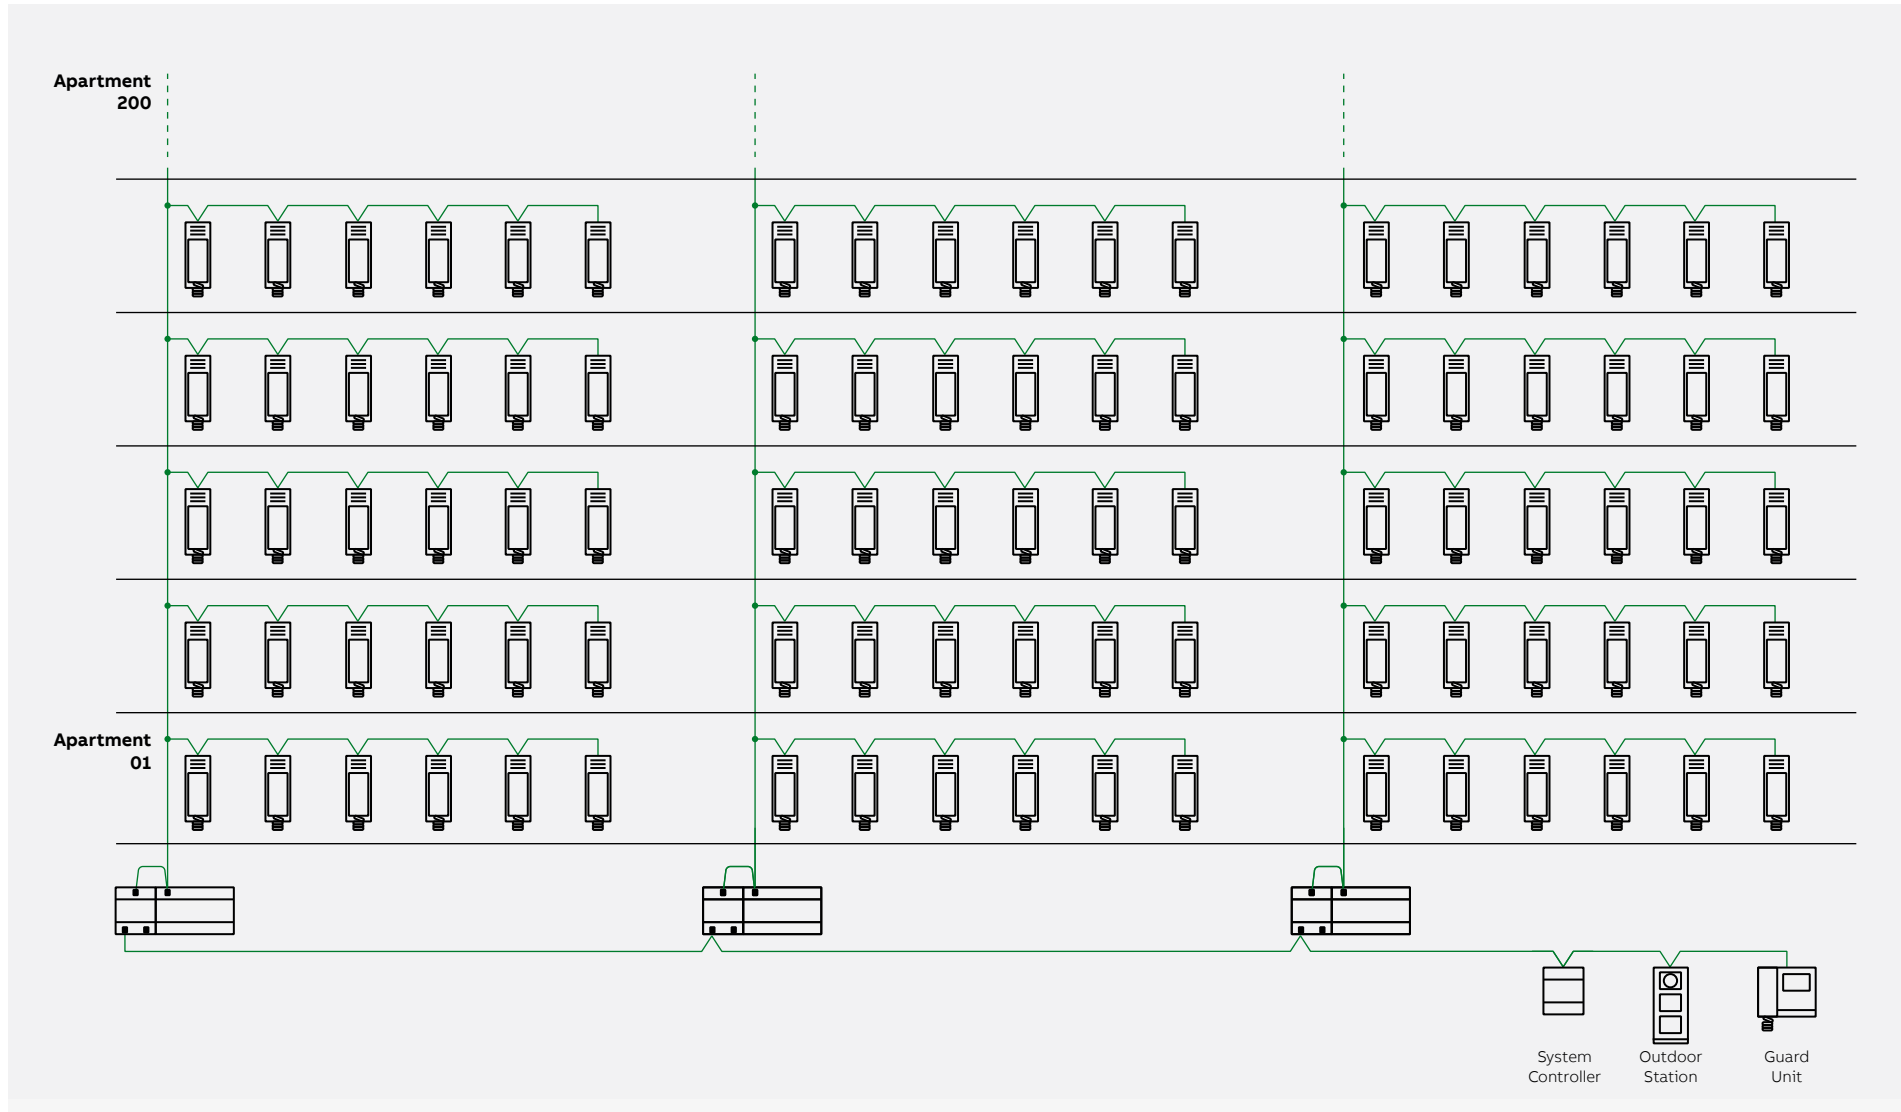 Apartment
200
Apartment
01
System
Controller
Outdoor
Station
Guard
Unit